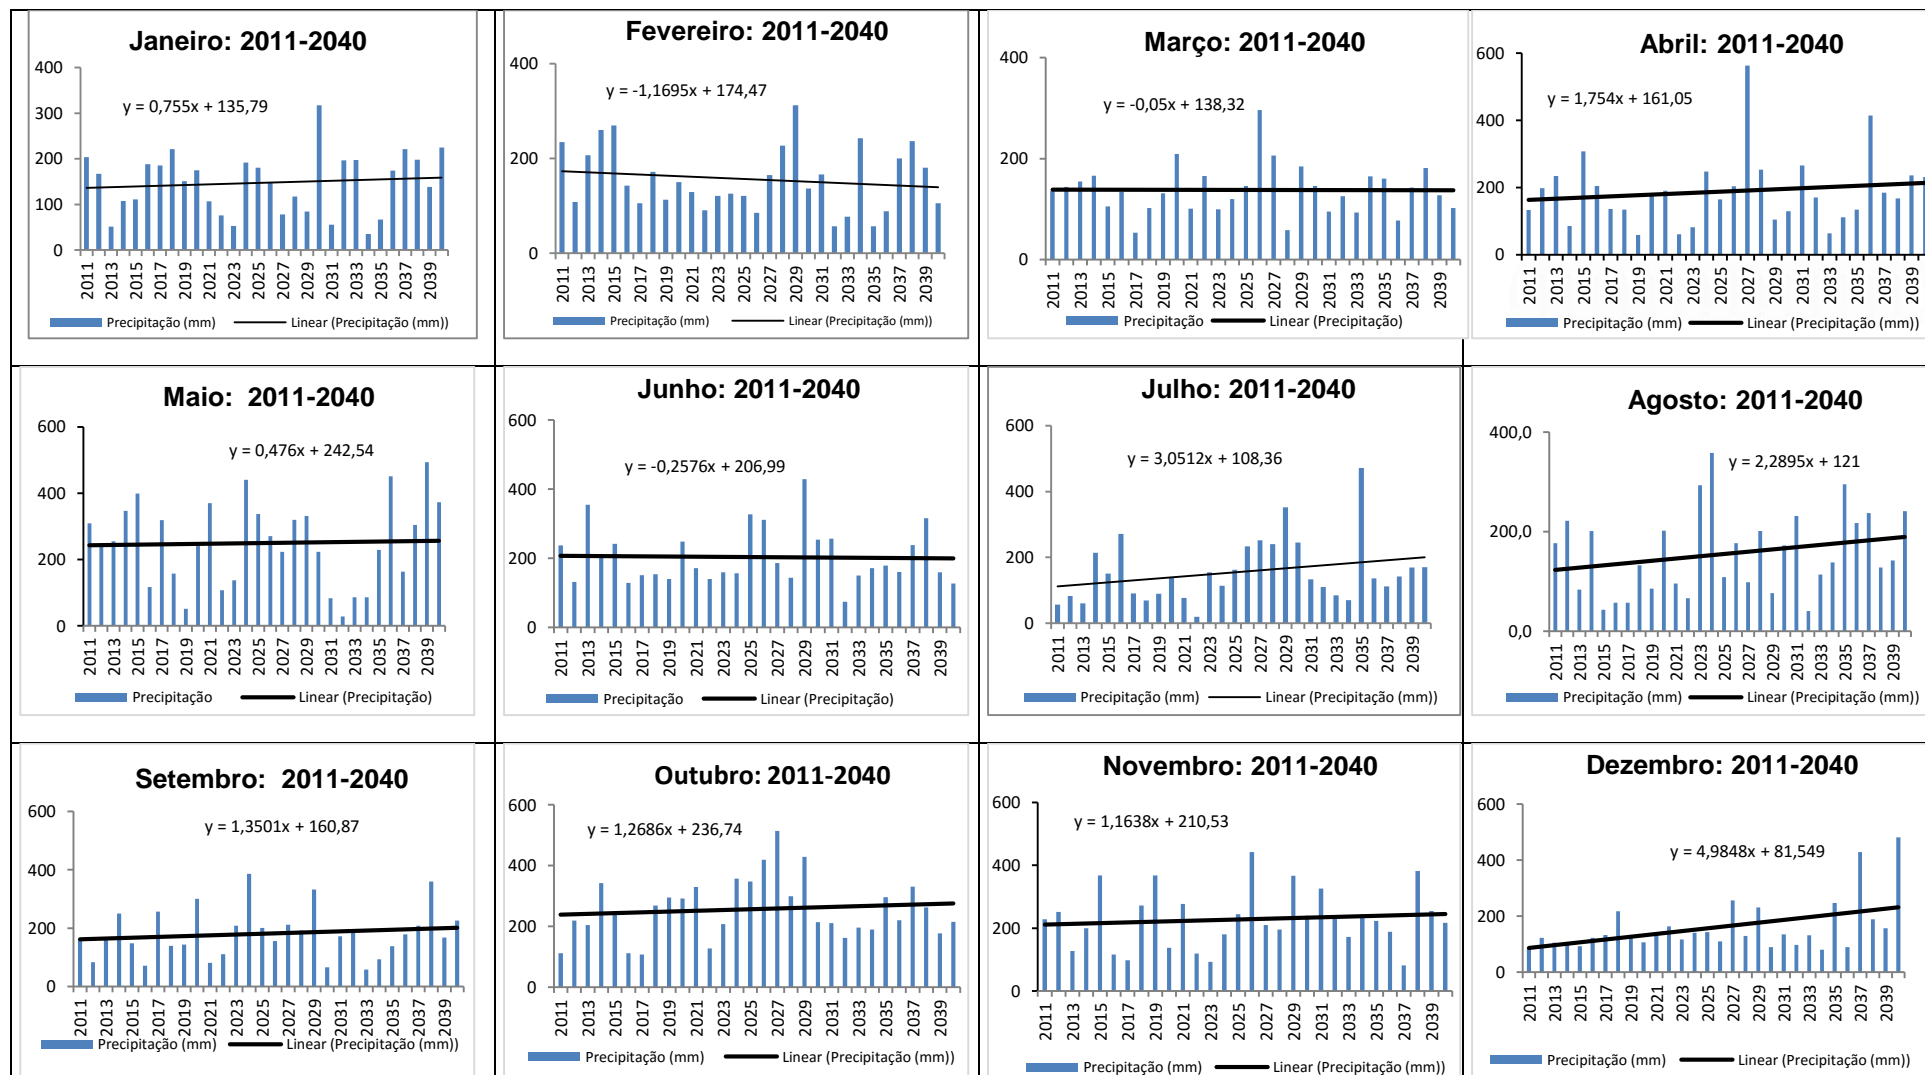 Janeiro: 2011-2040
400
300
200
100
0
y = 0,755x + 135,79
2011 2013 2015 2017 2019 2021 2023 2025 2027 2029 2031 2033 2035 2037 2039
Precipitação (mm) Linear (Precipitação (mm))
Fevereiro: 2011-2040
400
200
0
y = -1,1695x + 174,47
2011 2013 2015 2017 2019 2021 2023 2025 2027 2029 2031 2033 2035 2037 2039
Precipitação (mm) Linear (Precipitação (mm))
Março: 2011-2040
400
200
0
y = -0,05x + 138,32
2011 2013 2015 2017 2019 2021 2023 2025 2027 2029 2031 2033 2035 2037 2039
Precipitação Linear (Precipitação)
Abril: 2011-2040
600
400
200
0
y = 1,754x + 161,05
2011 2013 2015 2017 2019 2021 2023 2025 2027 2029 2031 2033 2035 2037 2039
Precipitação (mm) Linear (Precipitação (mm))
Maio: 2011-2040
600
400
200
0
y = 0,476x + 242,54
2011 2013 2015 2017 2019 2021 2023 2025 2027 2029 2031 2033 2035 2037 2039
Precipitação Linear (Precipitação)
Junho: 2011-2040
600
400
200
0
y = -0,2576x + 206,99
2011 2013 2015 2017 2019 2021 2023 2025 2027 2029 2031 2033 2035 2037 2039
Precipitação Linear (Precipitação)
Julho: 2011-2040
600
400
200
0
y = 3,0512x + 108,36
2011 2013 2015 2017 2019 2021 2023 2025 2027 2029 2031 2033 2035 2037 2039
Precipitação (mm) Linear (Precipitação (mm))
Agosto: 2011-2040
400,0
200,0
0,0
y = 2,2895x + 121
2011 2013 2015 2017 2019 2021 2023 2025 2027 2029 2031 2033 2035 2037 2039
Precipitação (mm) Linear (Precipitação (mm))
Setembro: 2011-2040
600
400
200
0
y = 1,3501x + 160,87
2011 2013 2015 2017 2019 2021 2023 2025 2027 2029 2031 2033 2035 2037 2039
Precipitação (mm) Linear (Precipitação (mm))
Outubro: 2011-2040
600
400
200
0
y = 1,2686x + 236,74
2011 2013 2015 2017 2019 2021 2023 2025 2027 2029 2031 2033 2035 2037 2039
Precipitação (mm) Linear (Precipitação (mm))
Novembro: 2011-2040
600
400
200
0
y = 1,1638x + 210,53
2011 2013 2015 2017 2019 2021 2023 2025 2027 2029 2031 2033 2035 2037 2039
Precipitação (mm) Linear (Precipitação (mm))
Dezembro: 2011-2040
600
400
200
0
y = 4,9848x + 81,549
2011 2013 2015 2017 2019 2021 2023 2025 2027 2029 2031 2033 2035 2037 2039
Precipitação (mm) Linear (Precipitação (mm))